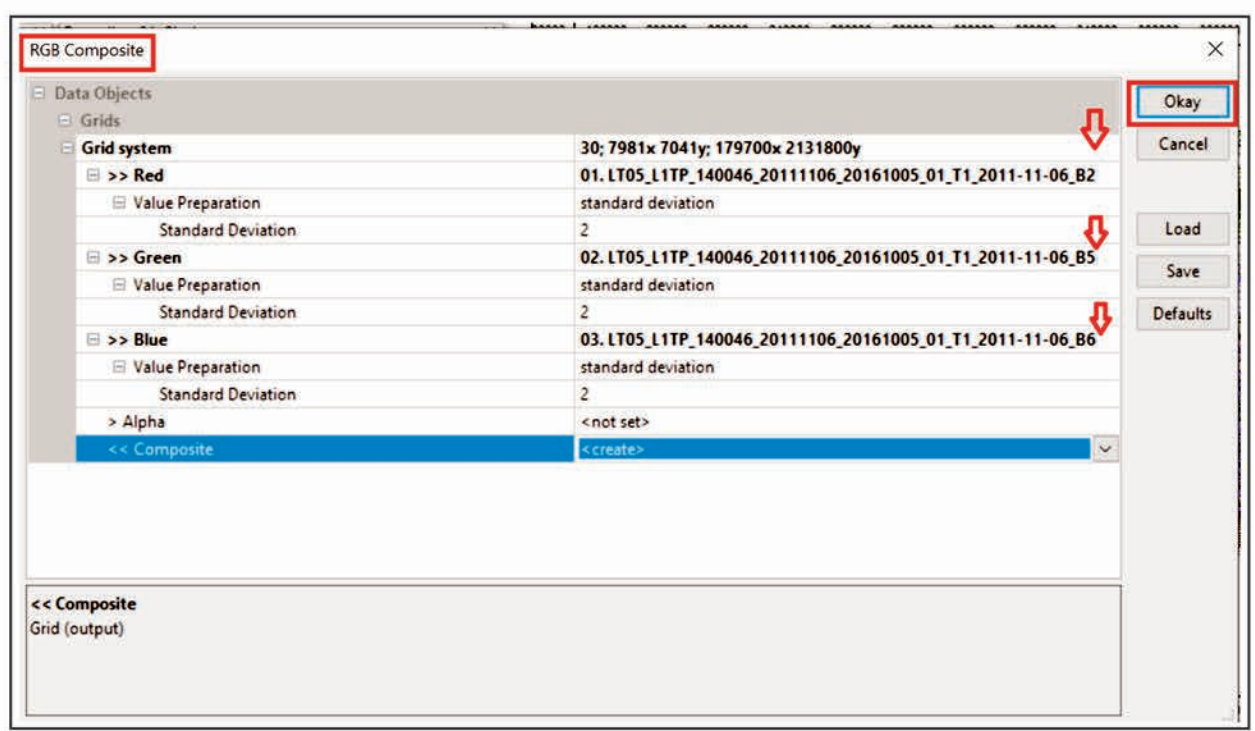 RGB Composite
Data Objects
Grids
Grid system 30; 7981x 7041y; 179700x 2131800y
>> Red 01. LT05_L1TP_140046_20111106_20161005_01_T1_2011-11-06_B2
Value Preparation standard deviation
Standard Deviation 2
>> Green 02. LT05_L1TP_140046_20111106_20161005_01_T1_2011-11-06_B5
Value Preparation standard deviation
Standard Deviation 2
>> Blue 03. LT05_L1TP_140046_20111106_20161005_01_T1_2011-11-06_B6
Value Preparation standard deviation
Standard Deviation 2
> Alpha <not set>
<< Composite <create>
Okay
Cancel
Load
Save
Defaults
<< Composite
Grid (output)